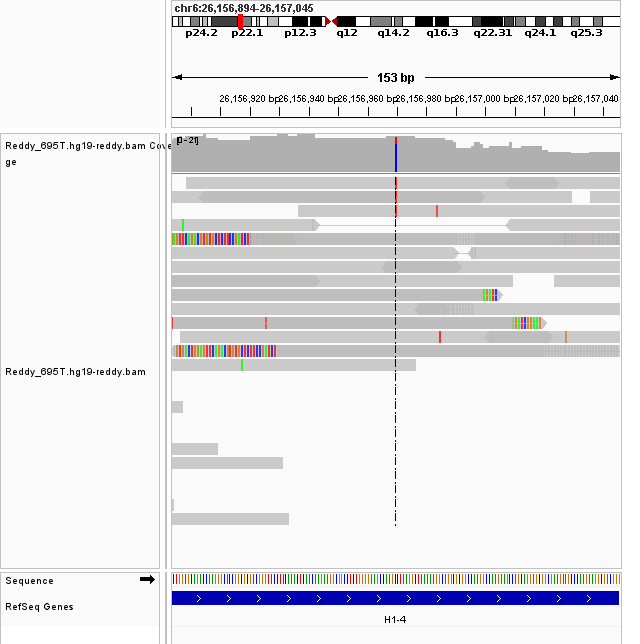 chr6:26,156,894-26,157,045
p24.2 p22.1 p12.3 q12 q14.2 q16.3 q22.31 q24.1 q25.3
153 bp
26,156,920 bp 26,156,940 bp 26,156,960 bp 26,156,980 bp 26,157,000 bp 26,157,020 bp 26,157,040
Reddy_695T.hg19-reddy.bam Cove
ge
[0 - 21]
Reddy_695T.hg19-reddy.bam
Sequence
RefSeq Genes
H1-4